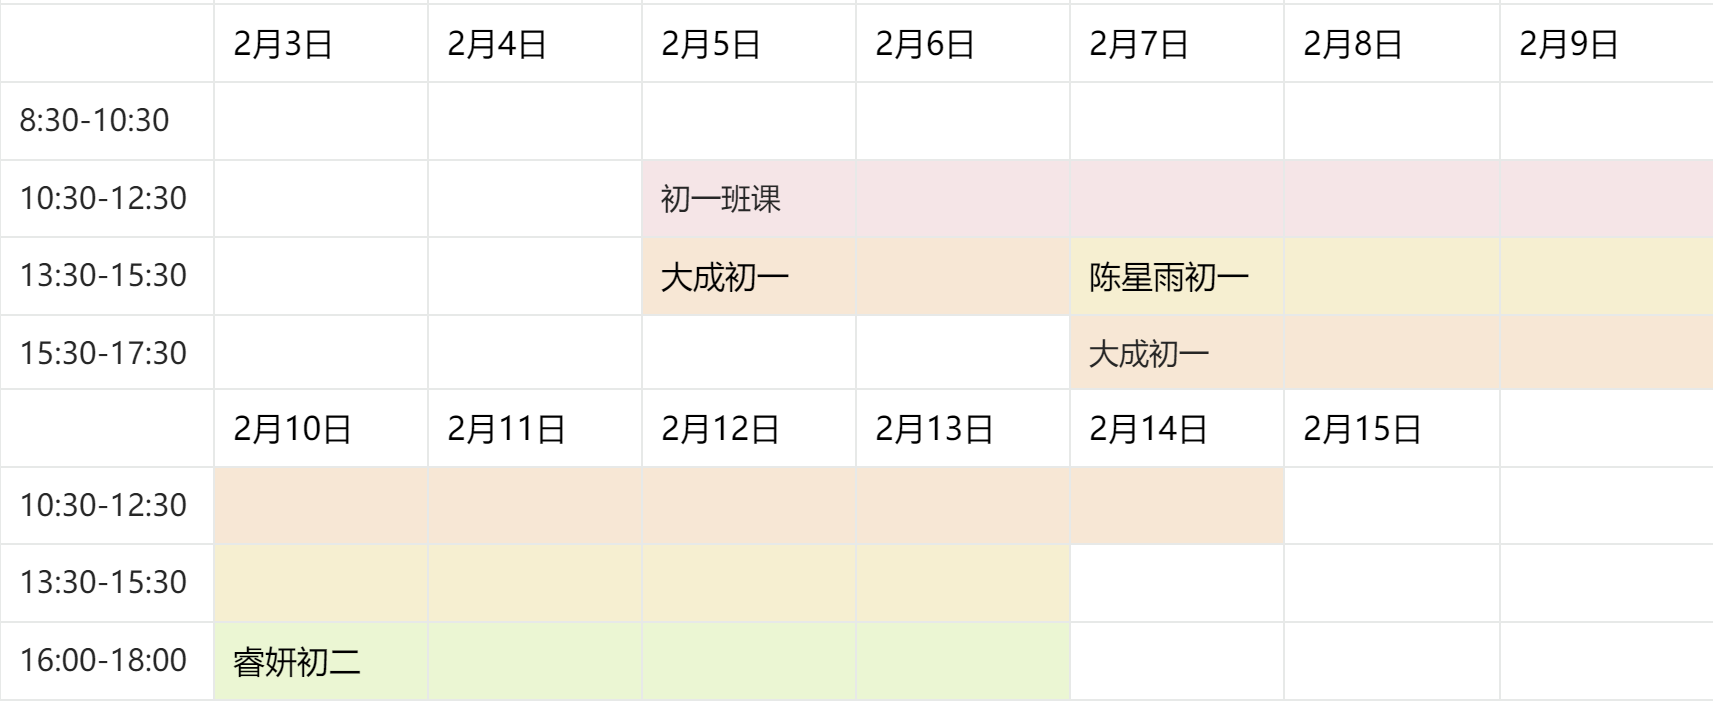 2月3日 2月4日 2月5日 2月6日 2月7日 2月8日 2月9日
8:30-10:30
10:30-12:30 初一班课
13:30-15:30 大成初一 陈星雨初一
15:30-17:30 大成初一
2月10日 2月11日 2月12日 2月13日 2月14日 2月15日
10:30-12:30
13:30-15:30
16:00-18:00 睿妍初二